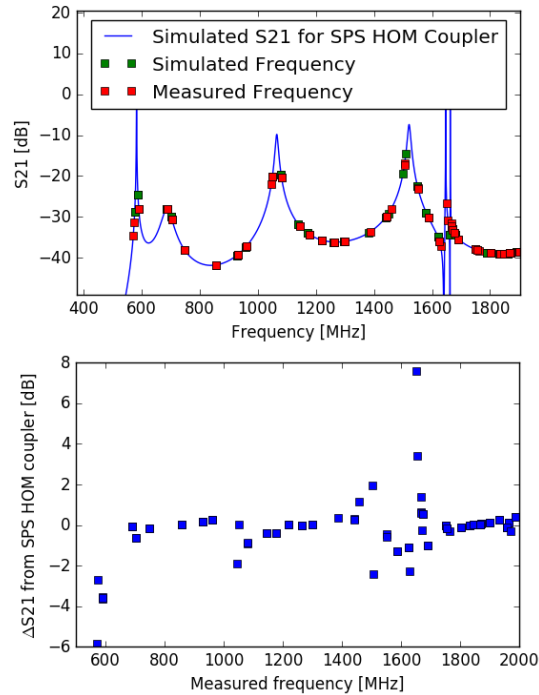 20
10
0
−10
−20
−30
−40
S21 [dB]
Simulated S21 for SPS HOM Coupler
Simulated Frequency
Measured Frequency
400 600 800 1000 1200 1400 1600 1800
Frequency [MHz]
8
6
4
2
0
−2
−4
−6
ΔS21 from SPS HOM coupler [dB]
600 800 1000 1200 1400 1600 1800 2000
Measured frequency [MHz]